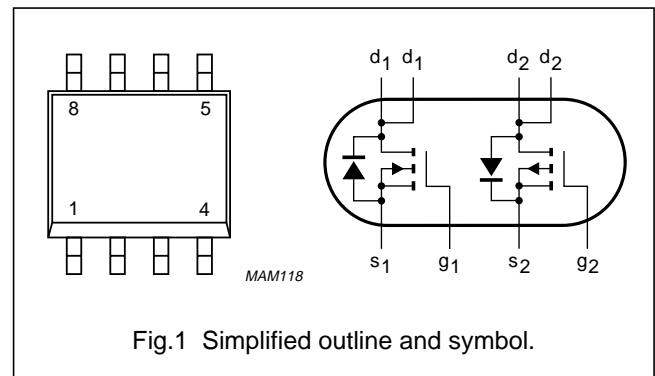 8 5
1 4
MAM118
d1 d1 d2 d2
s1 g1 s2 g2
Fig.1 Simplified outline and symbol.